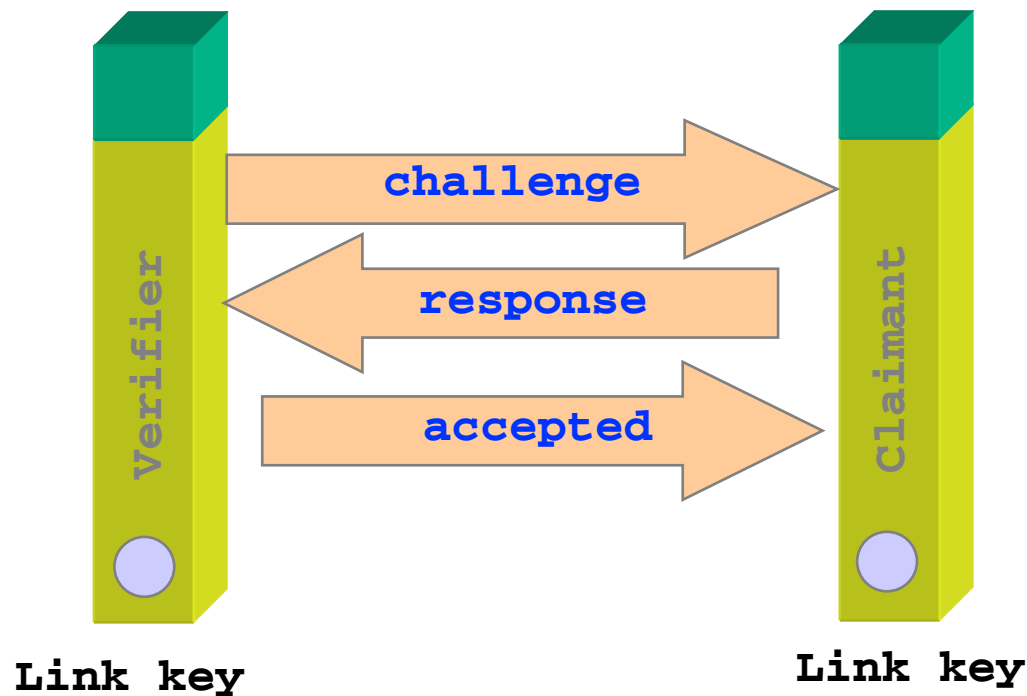 challenge
response
accepted
verifier
Claimant
Link key
Link key